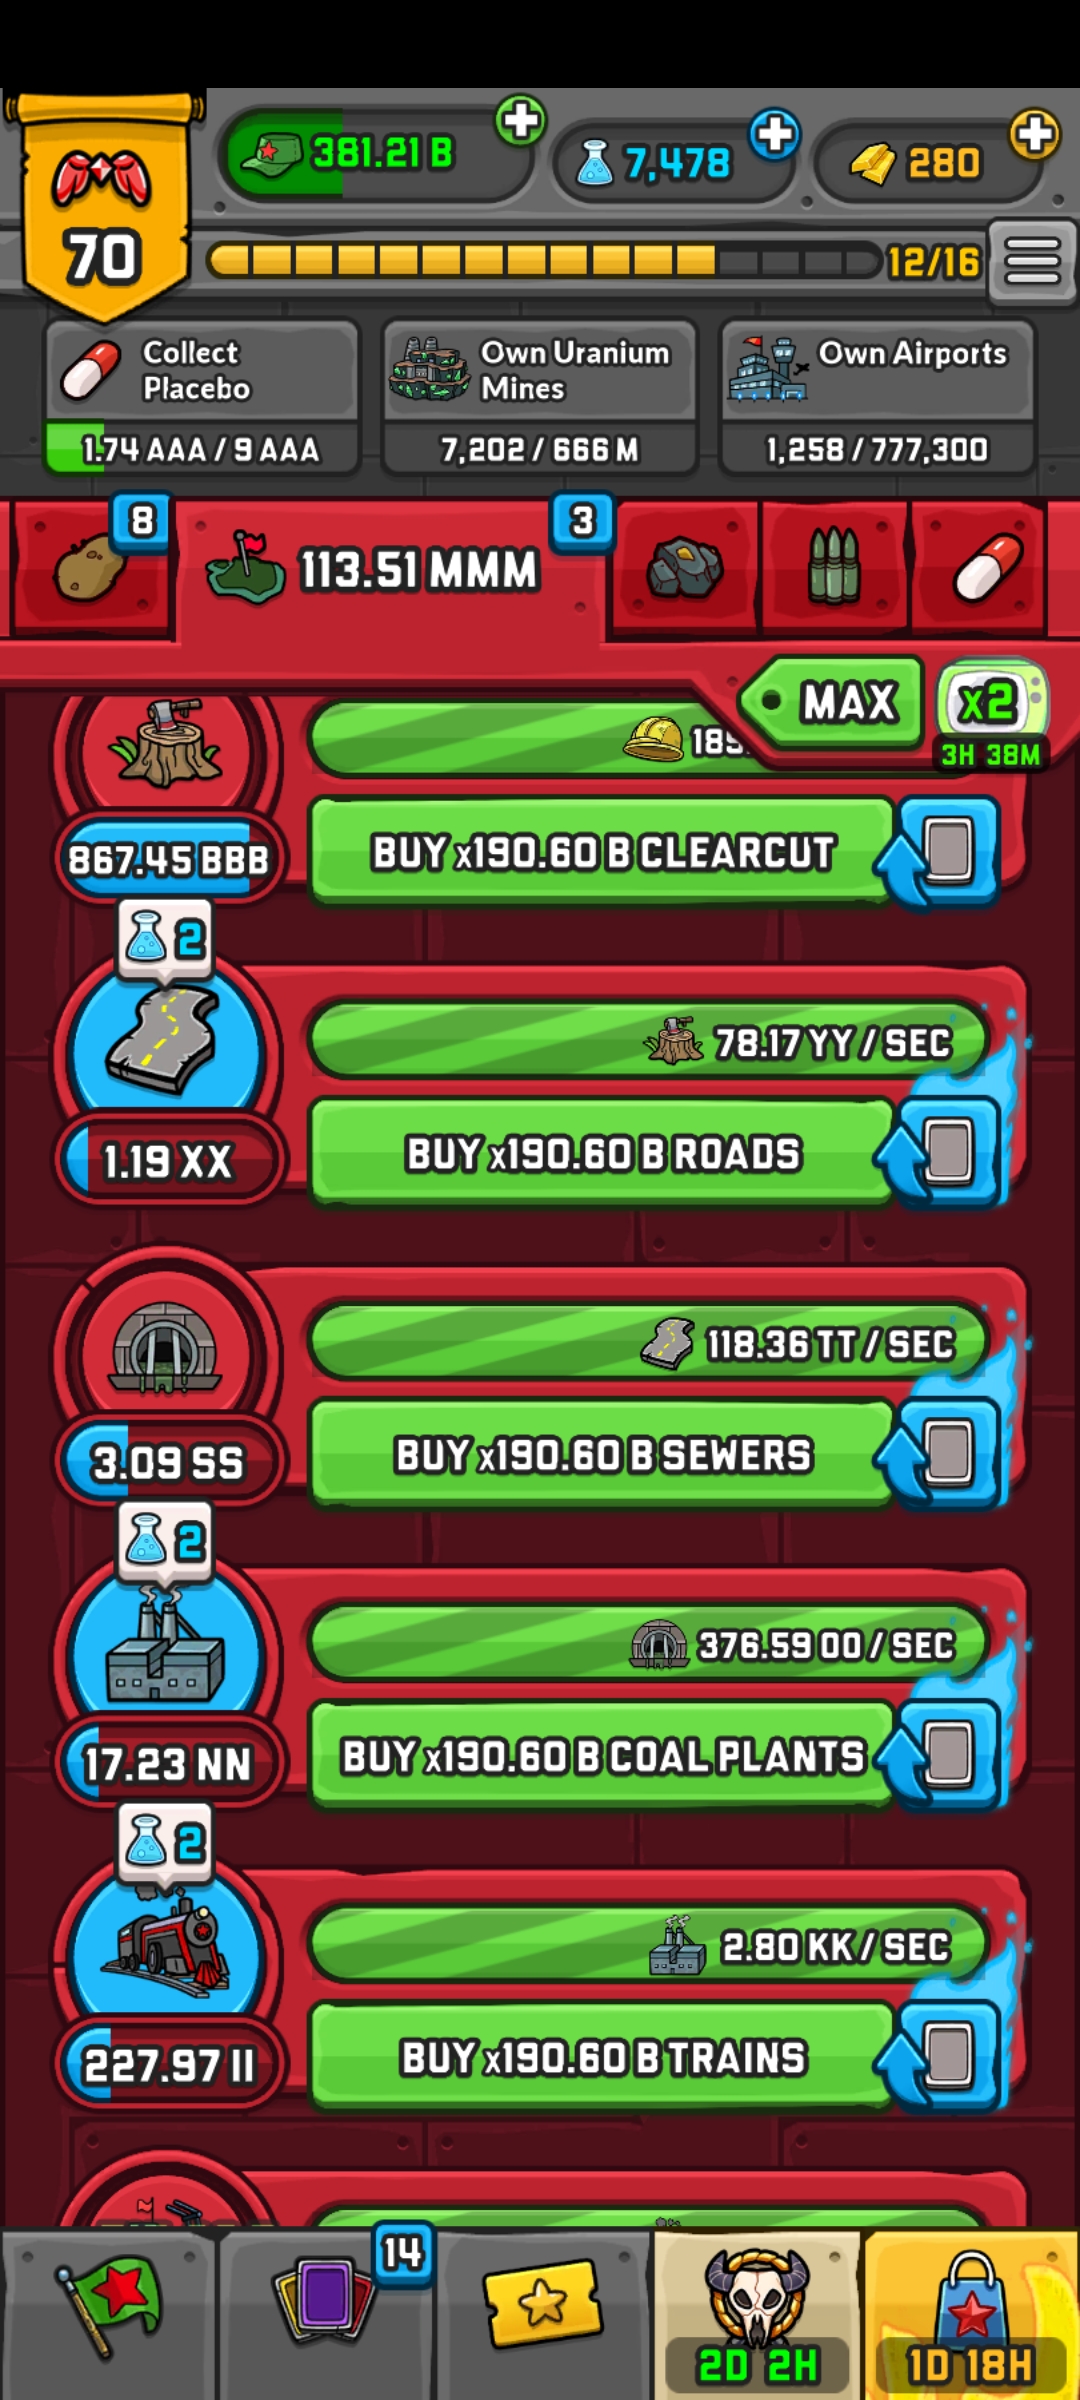 381.21 B
7,478
280
70
12/16
Collect
Placebo
Own Uranium
Mines
Own Airports
1.74 AAA / 9 AAA
7,202 / 666 M
1,258 / 777,300
8
113.51 MMM
3
MAX
x2
3H 38M
867.45 BBB
BUY x190.60 B CLEARCUT
2
78.17 YY / SEC
1.19 XX
BUY x190.60 B ROADS
118.36 TT / SEC
3.09 SS
BUY x190.60 B SEWERS
2
376.59 OO / SEC
17.23 NN
BUY x190.60 B COAL PLANTS
2
2.80 KK / SEC
227.97 II
BUY x190.60 B TRAINS
14
2D 2H
1D 18H